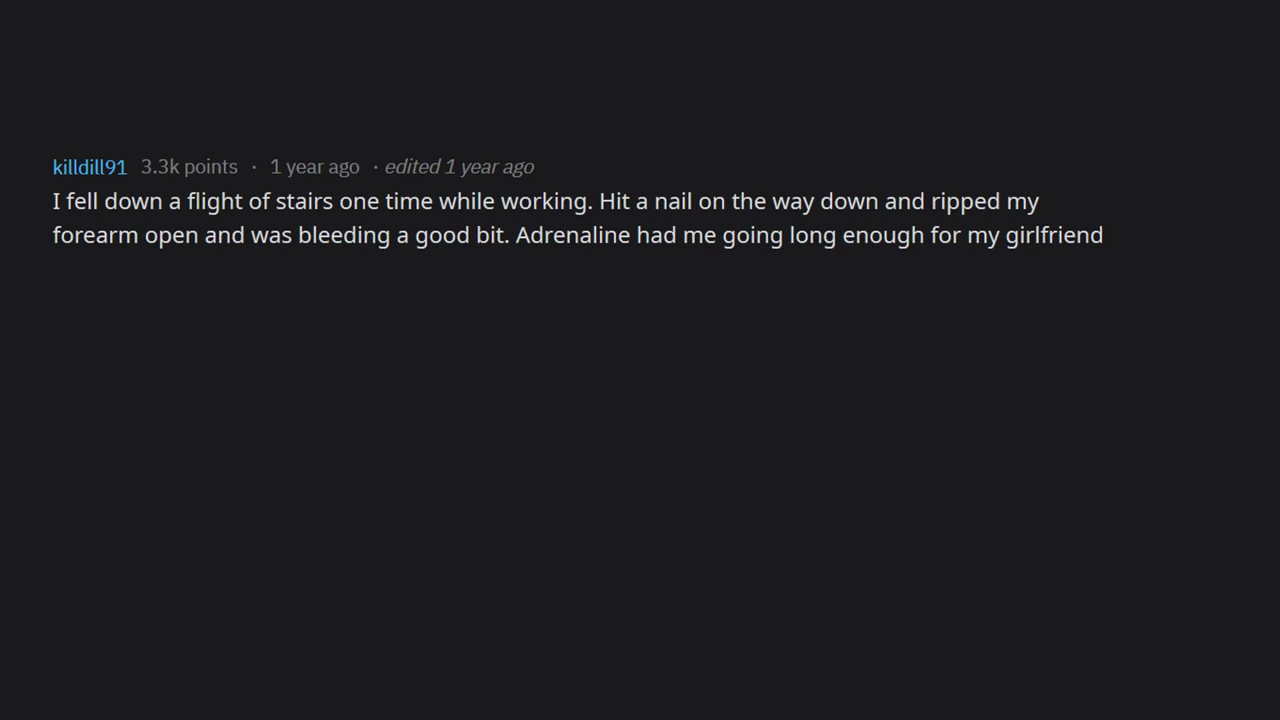 killdill91 3.3k points · 1 year ago · edited 1 year ago
I fell down a flight of stairs one time while working. Hit a nail on the way down and ripped my
forearm open and was bleeding a good bit. Adrenaline had me going long enough for my girlfriend